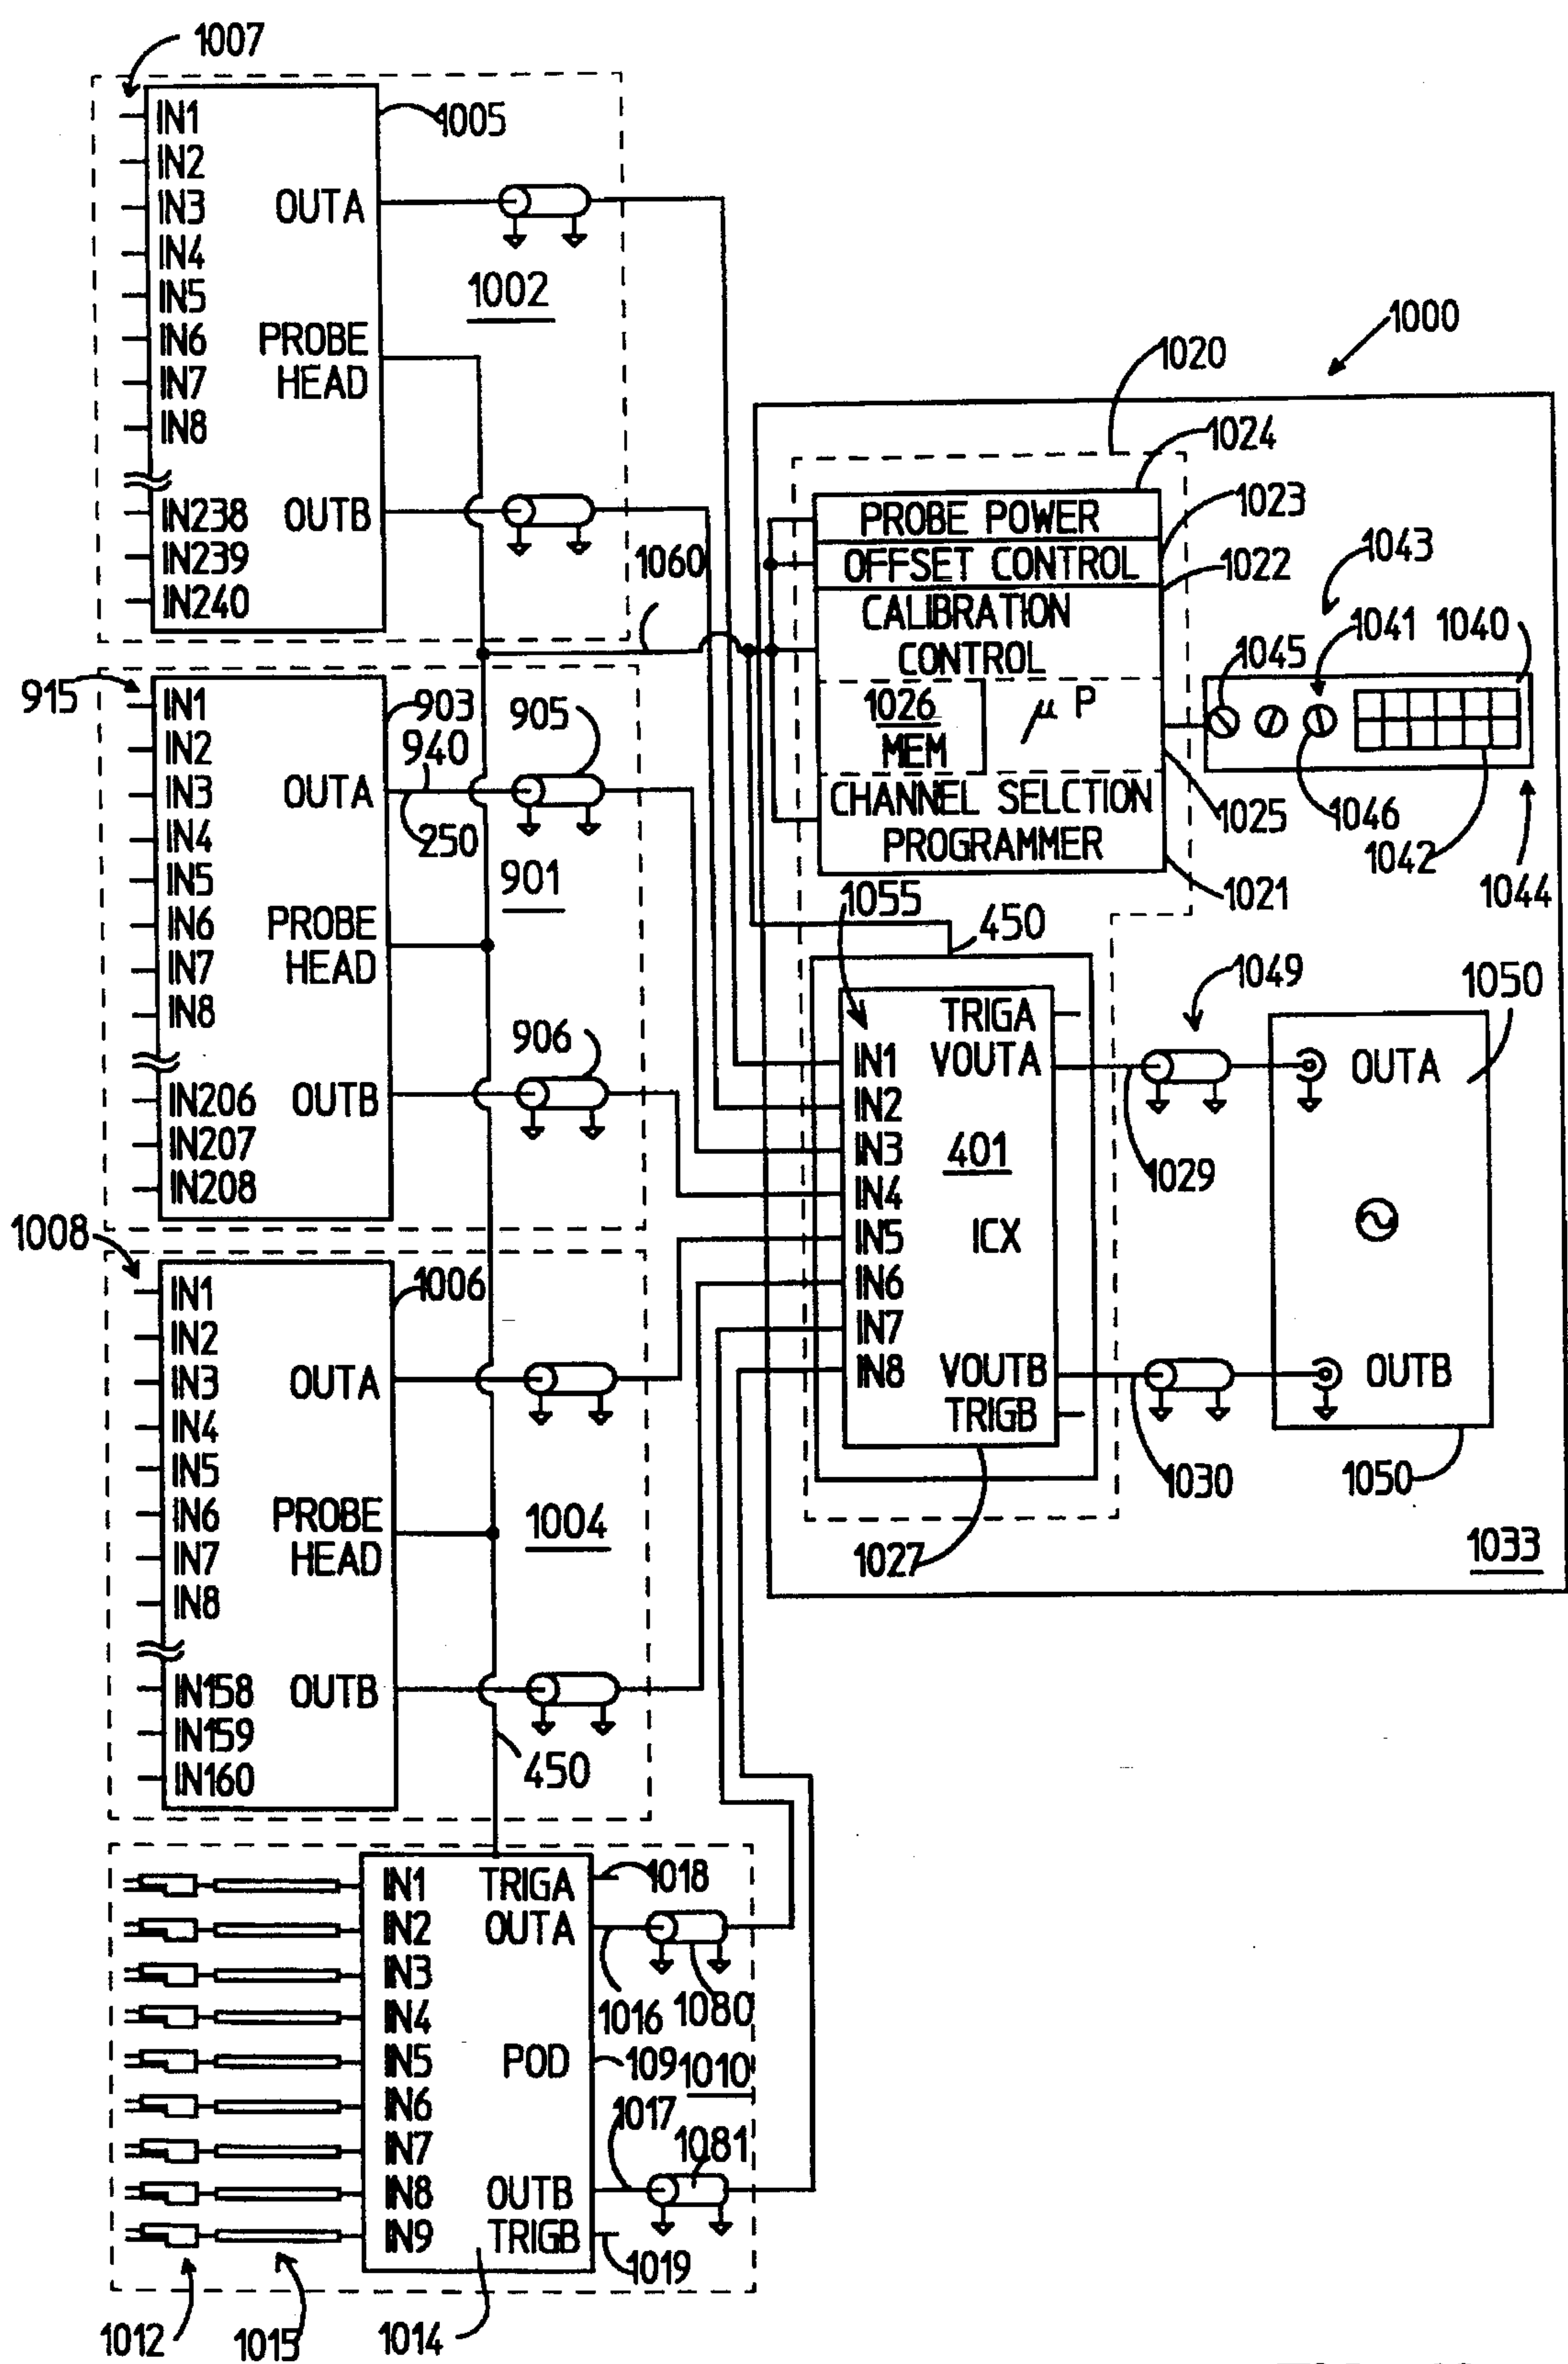 1007
IN1
IN2
IN3
IN4
IN5
IN6
IN7
IN8
IN238
IN239
IN240
OUTA
PROBE
HEAD
OUTB
1005
1002
1060
915
IN1
IN2
IN3
IN4
IN5
IN6
IN7
IN8
IN206
IN207
IN208
OUTA
PROBE
HEAD
OUTB
903
940
250
905
901
906
1008
IN1
IN2
IN3
IN4
IN5
IN6
IN7
IN8
IN158
IN159
IN160
OUTA
PROBE
HEAD
OUTB
1006
1004
450
IN1
IN2
IN3
IN4
IN5
IN6
IN7
IN8
IN9
TRIGA
OUTA
POD
OUTB
TRIGB
1018
1016
1080
109
1010
1017
1081
1019
1012
1015
1014
1000
1020
1024
PROBE POWER
1023
OFFSET CONTROL
1022
CALIBRATION
CONTROL
1026
MEM
μP
1025
CHANNEL SELCTION
PROGRAMMER
1021
1043
1041
1040
1045
1046
1042
1044
1055
450
IN1
IN2
IN3
IN4
IN5
IN6
IN7
IN8
TRIGA
VOUTA
401
ICX
VOUTB
TRIGB
1027
1049
1029
1030
1050
OUTA
OUTB
1050
1033